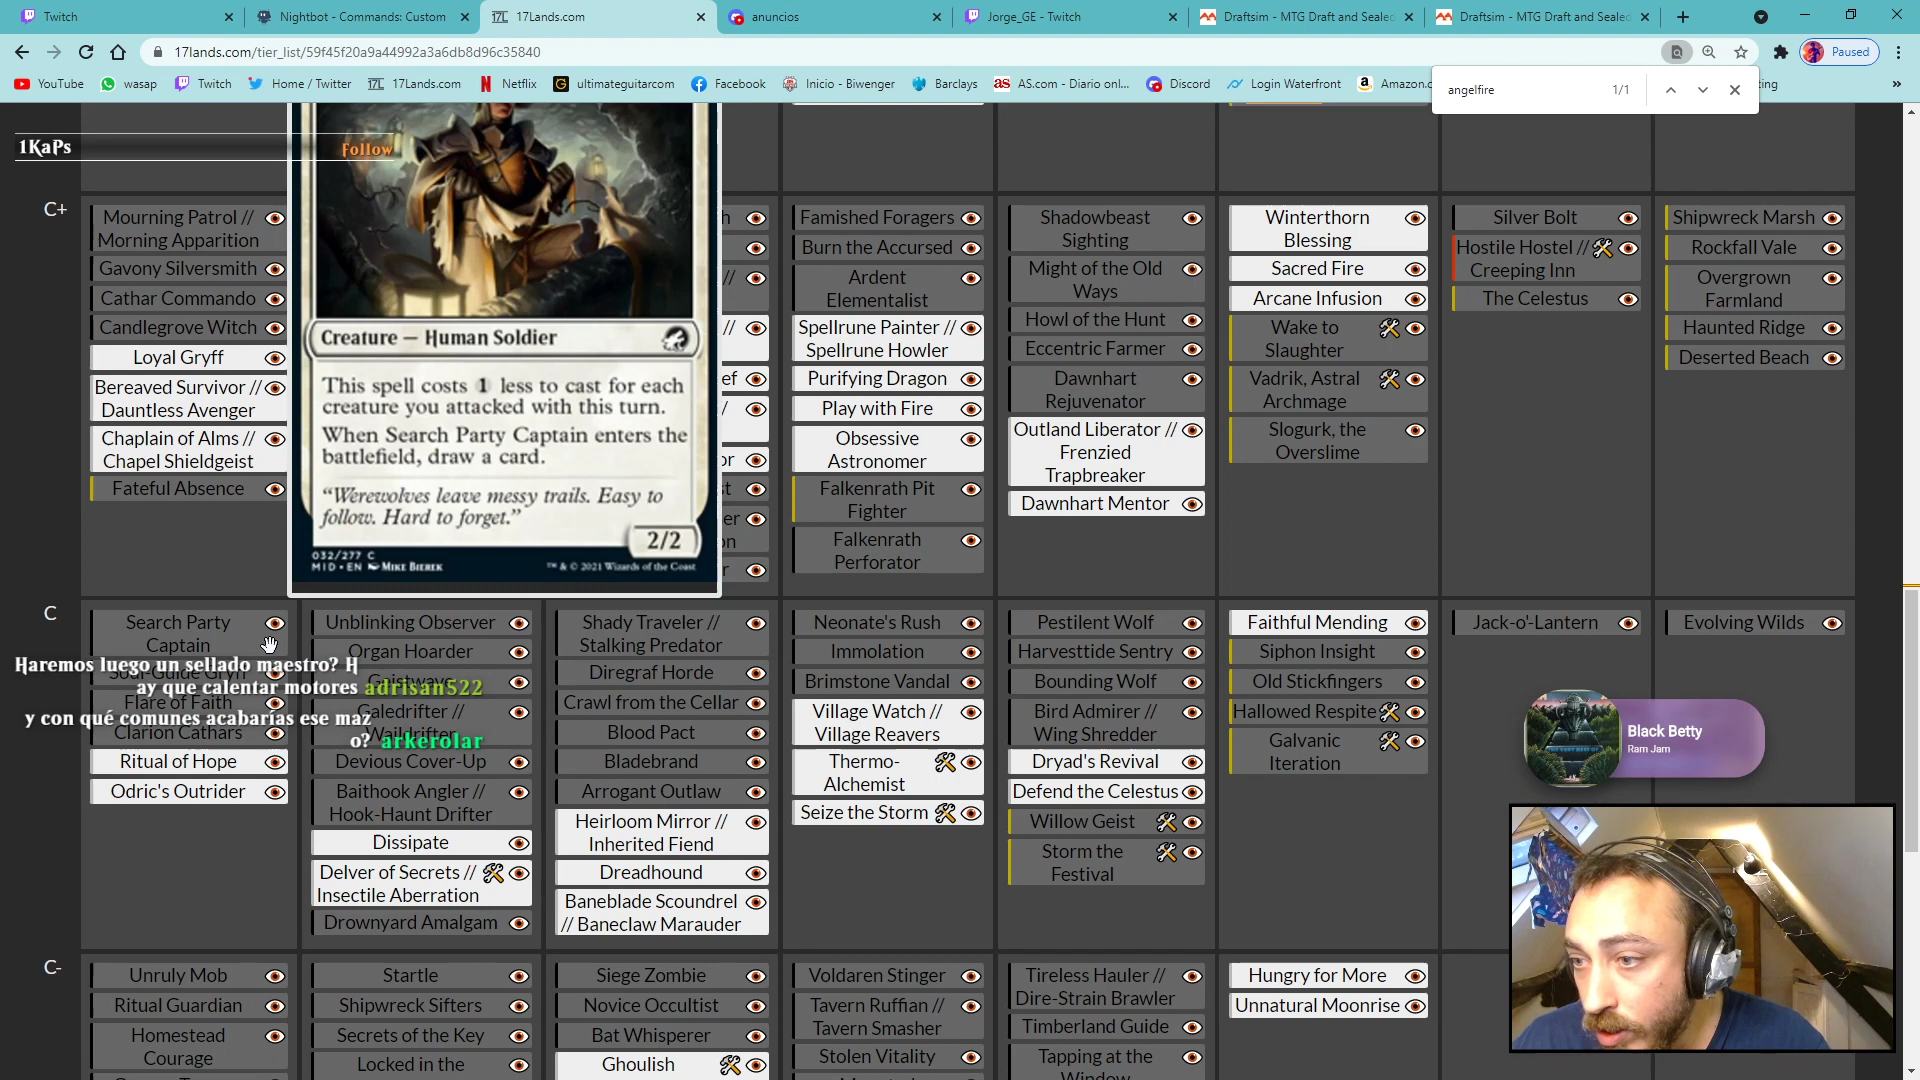 Twitch
Nightbot - Commands: Custom
17Lands.com
anuncios
Jorge_GE - Twitch
Draftsim - MTG Draft and Sealed
Draftsim - MTG Draft and Sealed
17lands.com/tier_list/59f45f20a9a44992a3a6db8d96c35840
Paused
YouTube
wasap
Twitch
Home / Twitter
17Lands.com
Netflix
ultimateguitarcom
Facebook
Inicio - Biwenger
Barclays
AS.com - Diario onl...
Discord
Login Waterfront
Amazon.c
angelfire
1/1
1KaPs
Follow
Creature — Human Soldier
This spell costs 1 less to cast for each
creature you attacked with this turn.
When Search Party Captain enters the
battlefield, draw a card.
“Werewolves leave messy trails. Easy to
follow. Hard to forget.”
2/2
032/277 C
MID • EN Mike Bierek
™ & © 2021 Wizards of the Coast
C+
Mourning Patrol //
Morning Apparition
Gavony Silversmith
Cathar Commando
Candlegrove Witch
Loyal Gryff
Bereaved Survivor //
Dauntless Avenger
Chaplain of Alms //
Chapel Shieldgeist
Fateful Absence
Famished Foragers
Burn the Accursed
Ardent
Elementalist
Spellrune Painter //
Spellrune Howler
Purifying Dragon
Play with Fire
Obsessive
Astronomer
Falkenrath Pit
Fighter
Falkenrath
Perforator
Shadowbeast
Sighting
Might of the Old
Ways
Howl of the Hunt
Eccentric Farmer
Dawnhart
Rejuvenator
Outland Liberator //
Frenzied
Trapbreaker
Dawnhart Mentor
Winterthorn
Blessing
Sacred Fire
Arcane Infusion
Wake to
Slaughter
Vadrik, Astral
Archmage
Slogurk, the
Overslime
Silver Bolt
Hostile Hostel //
Creeping Inn
The Celestus
Shipwreck Marsh
Rockfall Vale
Overgrown
Farmland
Haunted Ridge
Deserted Beach
C
Search Party
Captain
Soul-Guide Gryff
Flare of Faith
Clarion Cathars
Ritual of Hope
Odric's Outrider
Haremos luego un sellado maestro? H
ay que calentar motores adrisan522
y con qué comunes acabarías ese maz
o? arkerolar
Unblinking Observer
Organ Hoarder
Geistwave
Galedrifter //
Waildrifter
Devious Cover-Up
Baithook Angler //
Hook-Haunt Drifter
Dissipate
Delver of Secrets //
Insectile Aberration
Drownyard Amalgam
Shady Traveler //
Stalking Predator
Diregraf Horde
Crawl from the Cellar
Blood Pact
Bladebrand
Arrogant Outlaw
Heirloom Mirror //
Inherited Fiend
Dreadhound
Baneblade Scoundrel
// Baneclaw Marauder
Neonate's Rush
Immolation
Brimstone Vandal
Village Watch //
Village Reavers
Thermo-
Alchemist
Seize the Storm
Pestilent Wolf
Harvesttide Sentry
Bounding Wolf
Bird Admirer //
Wing Shredder
Dryad's Revival
Defend the Celestus
Willow Geist
Storm the
Festival
Faithful Mending
Siphon Insight
Old Stickfingers
Hallowed Respite
Galvanic
Iteration
Jack-o'-Lantern
Evolving Wilds
Black Betty
Ram Jam
C-
Unruly Mob
Ritual Guardian
Homestead
Courage
Startle
Shipwreck Sifters
Secrets of the Key
Locked in the
Siege Zombie
Novice Occultist
Bat Whisperer
Ghoulish
Voldaren Stinger
Tavern Ruffian //
Tavern Smasher
Stolen Vitality
Tireless Hauler //
Dire-Strain Brawler
Timberland Guide
Tapping at the
Window
Hungry for More
Unnatural Moonrise